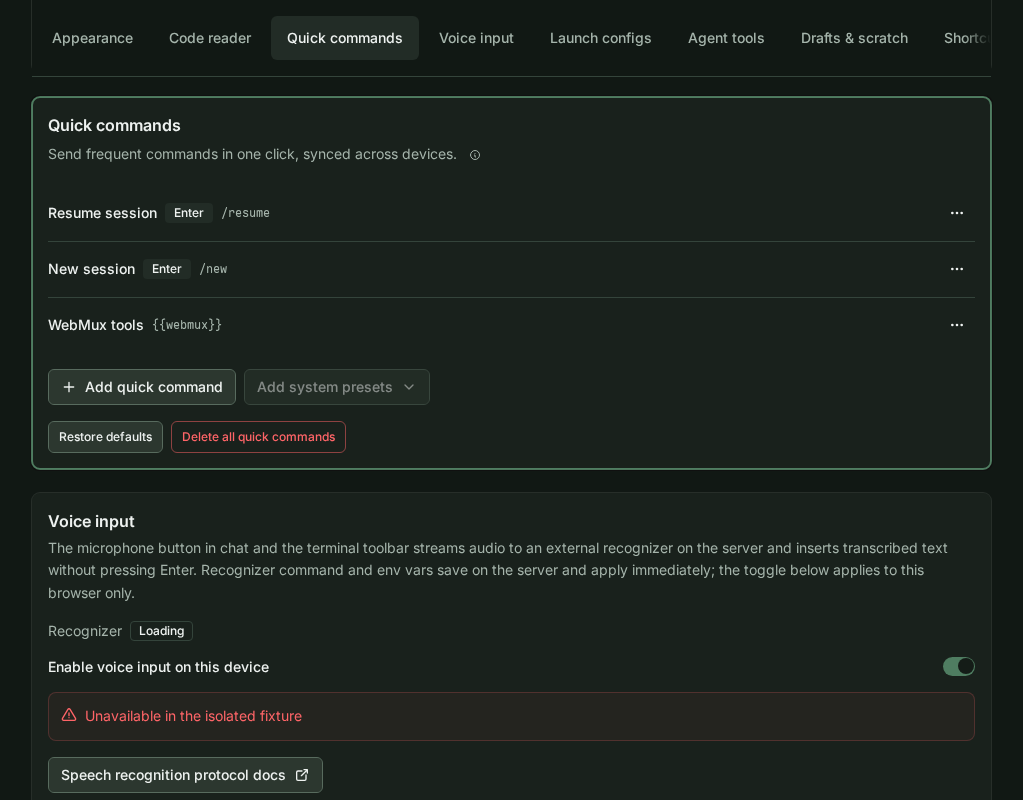 Appearance Code reader Quick commands Voice input Launch configs Agent tools Drafts & scratch Shortc
Quick commands
Send frequent commands in one click, synced across devices.
Resume session Enter /resume
New session Enter /new
WebMux tools {{webmux}}
Add quick command Add system presets
Restore defaults Delete all quick commands
Voice input
The microphone button in chat and the terminal toolbar streams audio to an external recognizer on the server and inserts transcribed text
without pressing Enter. Recognizer command and env vars save on the server and apply immediately; the toggle below applies to this
browser only.
Recognizer Loading
Enable voice input on this device
Unavailable in the isolated fixture
Speech recognition protocol docs